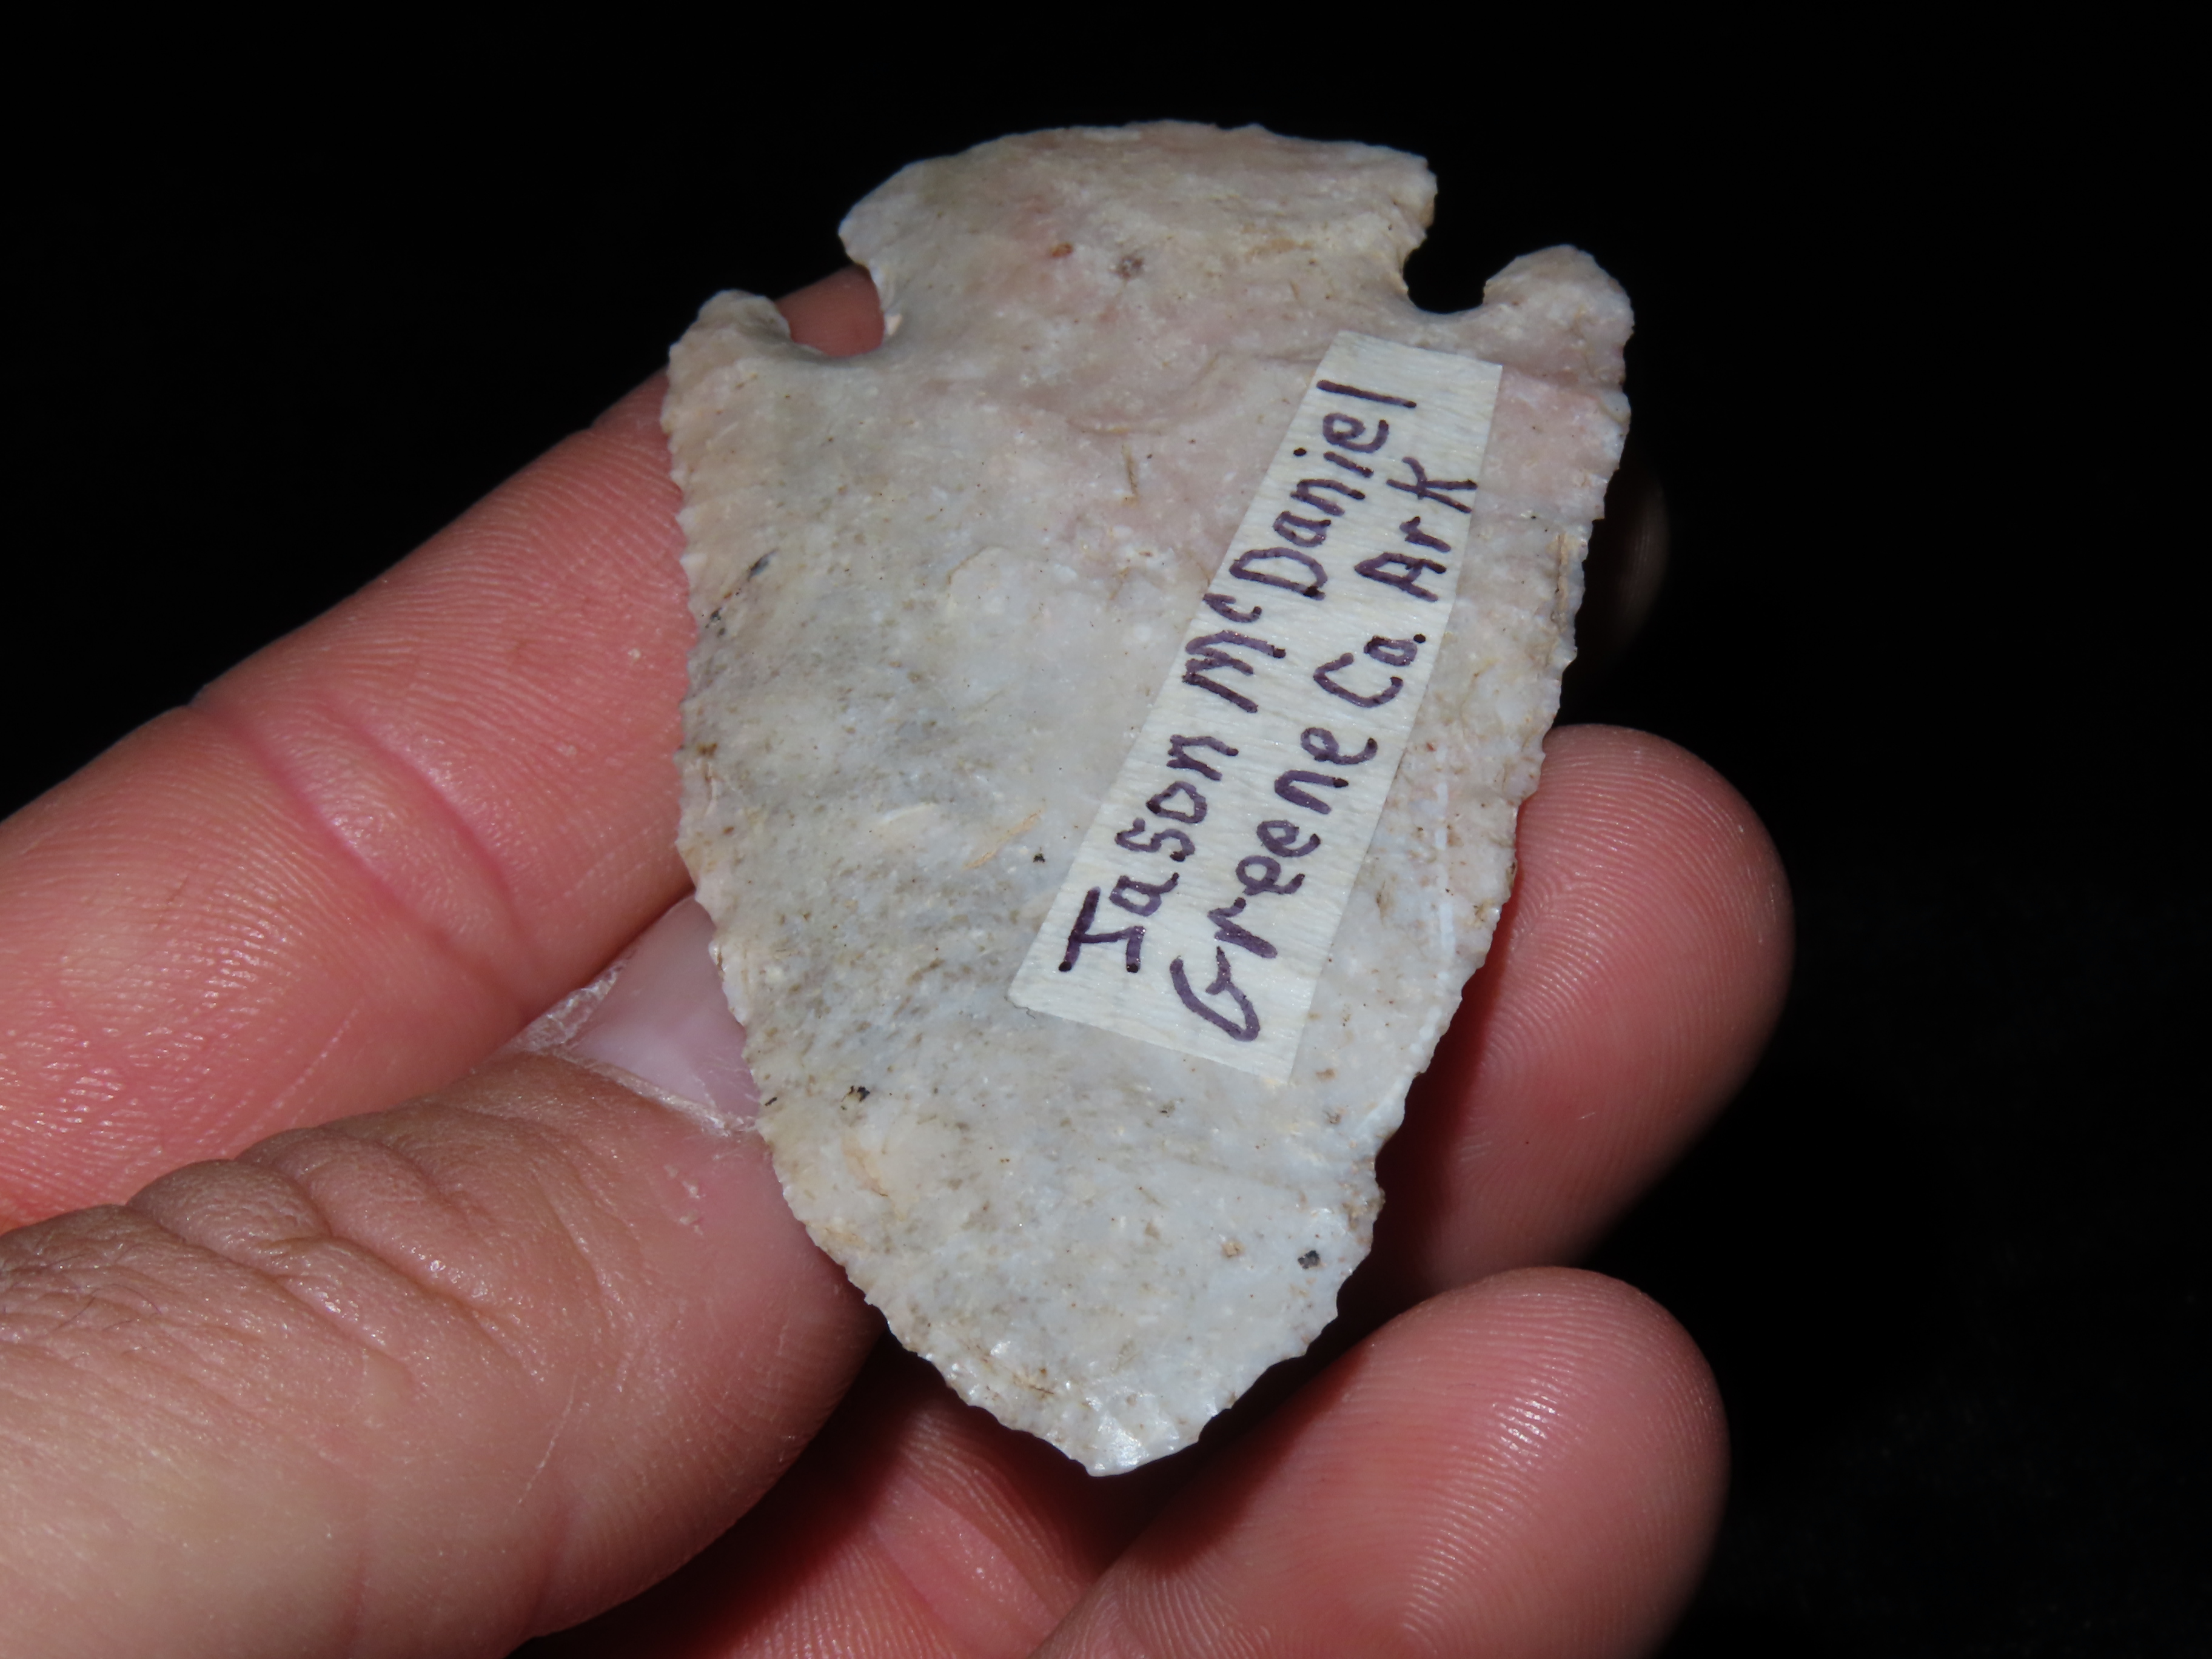 Jason McDaniel
Greene Co. Ark